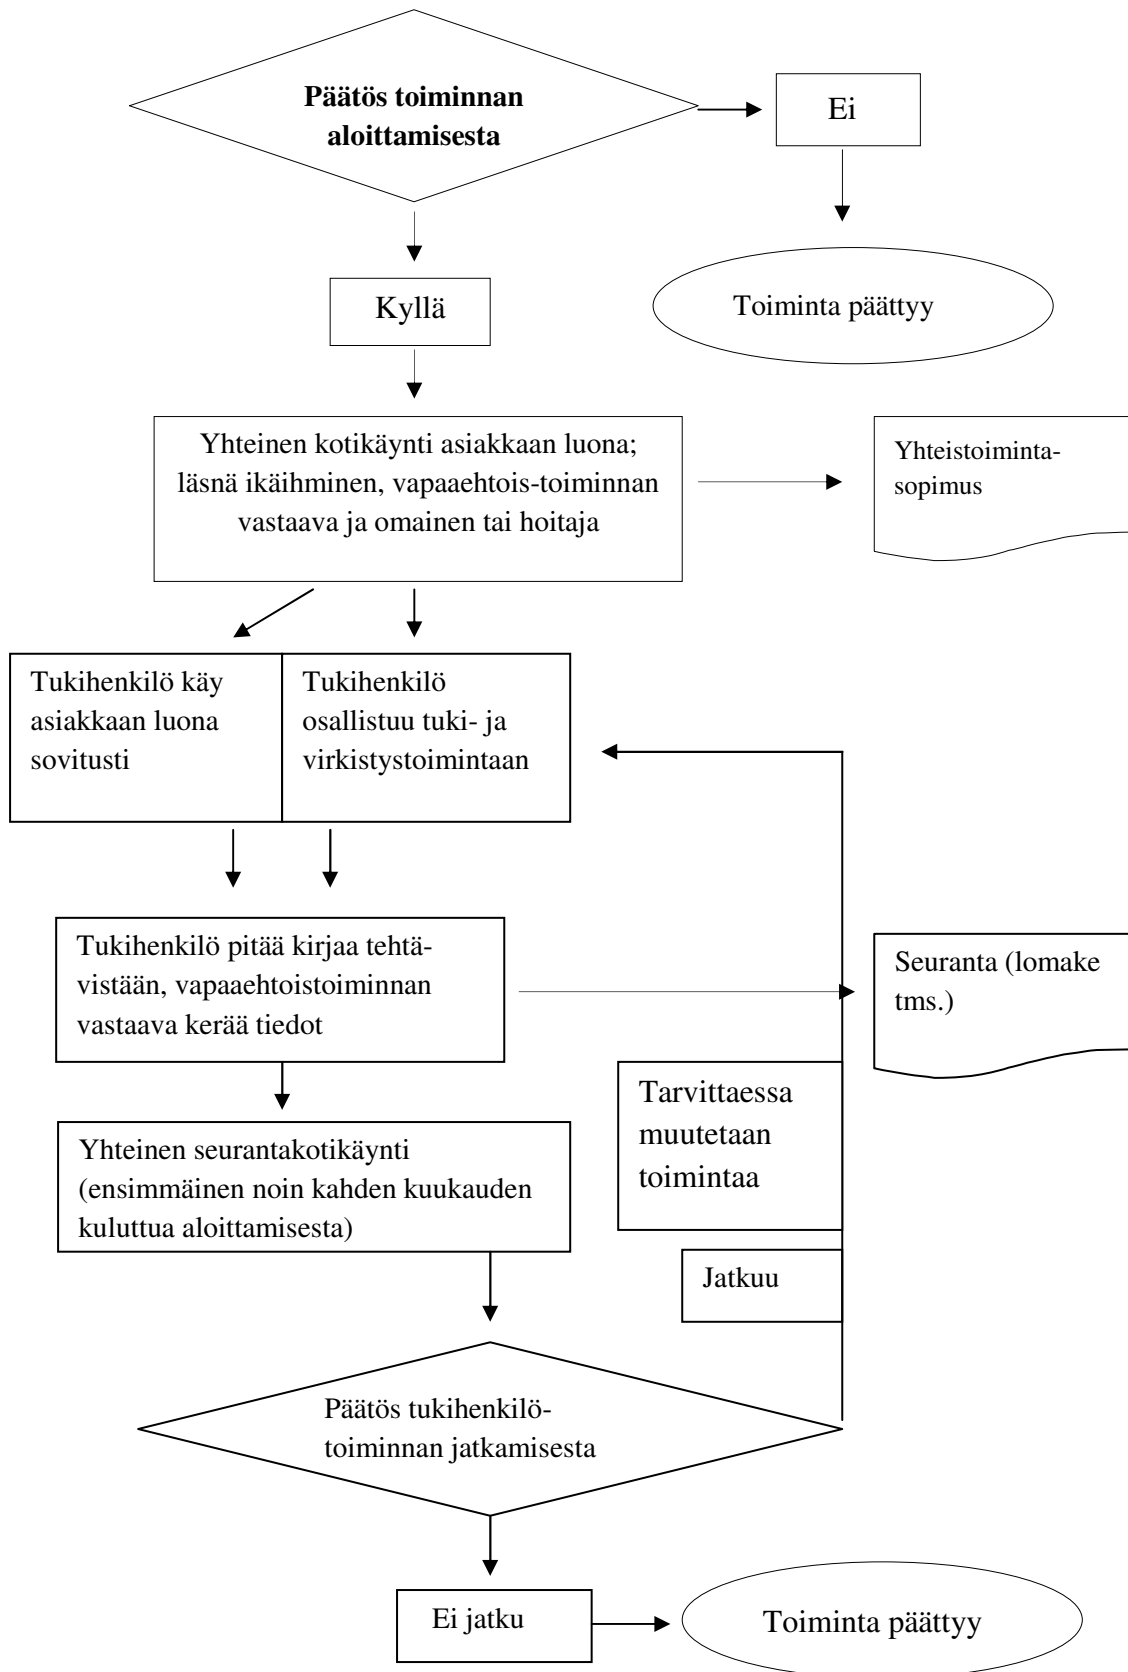 Päätös toiminnan
aloittamisesta
Ei
Kyllä
Toiminta päättyy
Yhteinen kotikäynti asiakkaan luona;
läsnä ikäihminen, vapaaehtois-toiminnan
vastaava ja omainen tai hoitaja
Yhteistoiminta-
sopimus
Tukihenkilö käy
asiakkaan luona
sovitusti
Tukihenkilö
osallistuu tuki- ja
virkistystoimintaan
Tukihenkilö pitää kirjaa tehtä-
vistään, vapaaehtoistoiminnan
vastaava kerää tiedot
Seuranta (lomake
tms.)
Tarvittaessa
muutetaan
toimintaa
Yhteinen seurantakotikäynti
(ensimmäinen noin kahden kuukauden
kuluttua aloittamisesta)
Jatkuu
Päätös tukihenkilö-
toiminnan jatkamisesta
Ei jatku
Toiminta päättyy